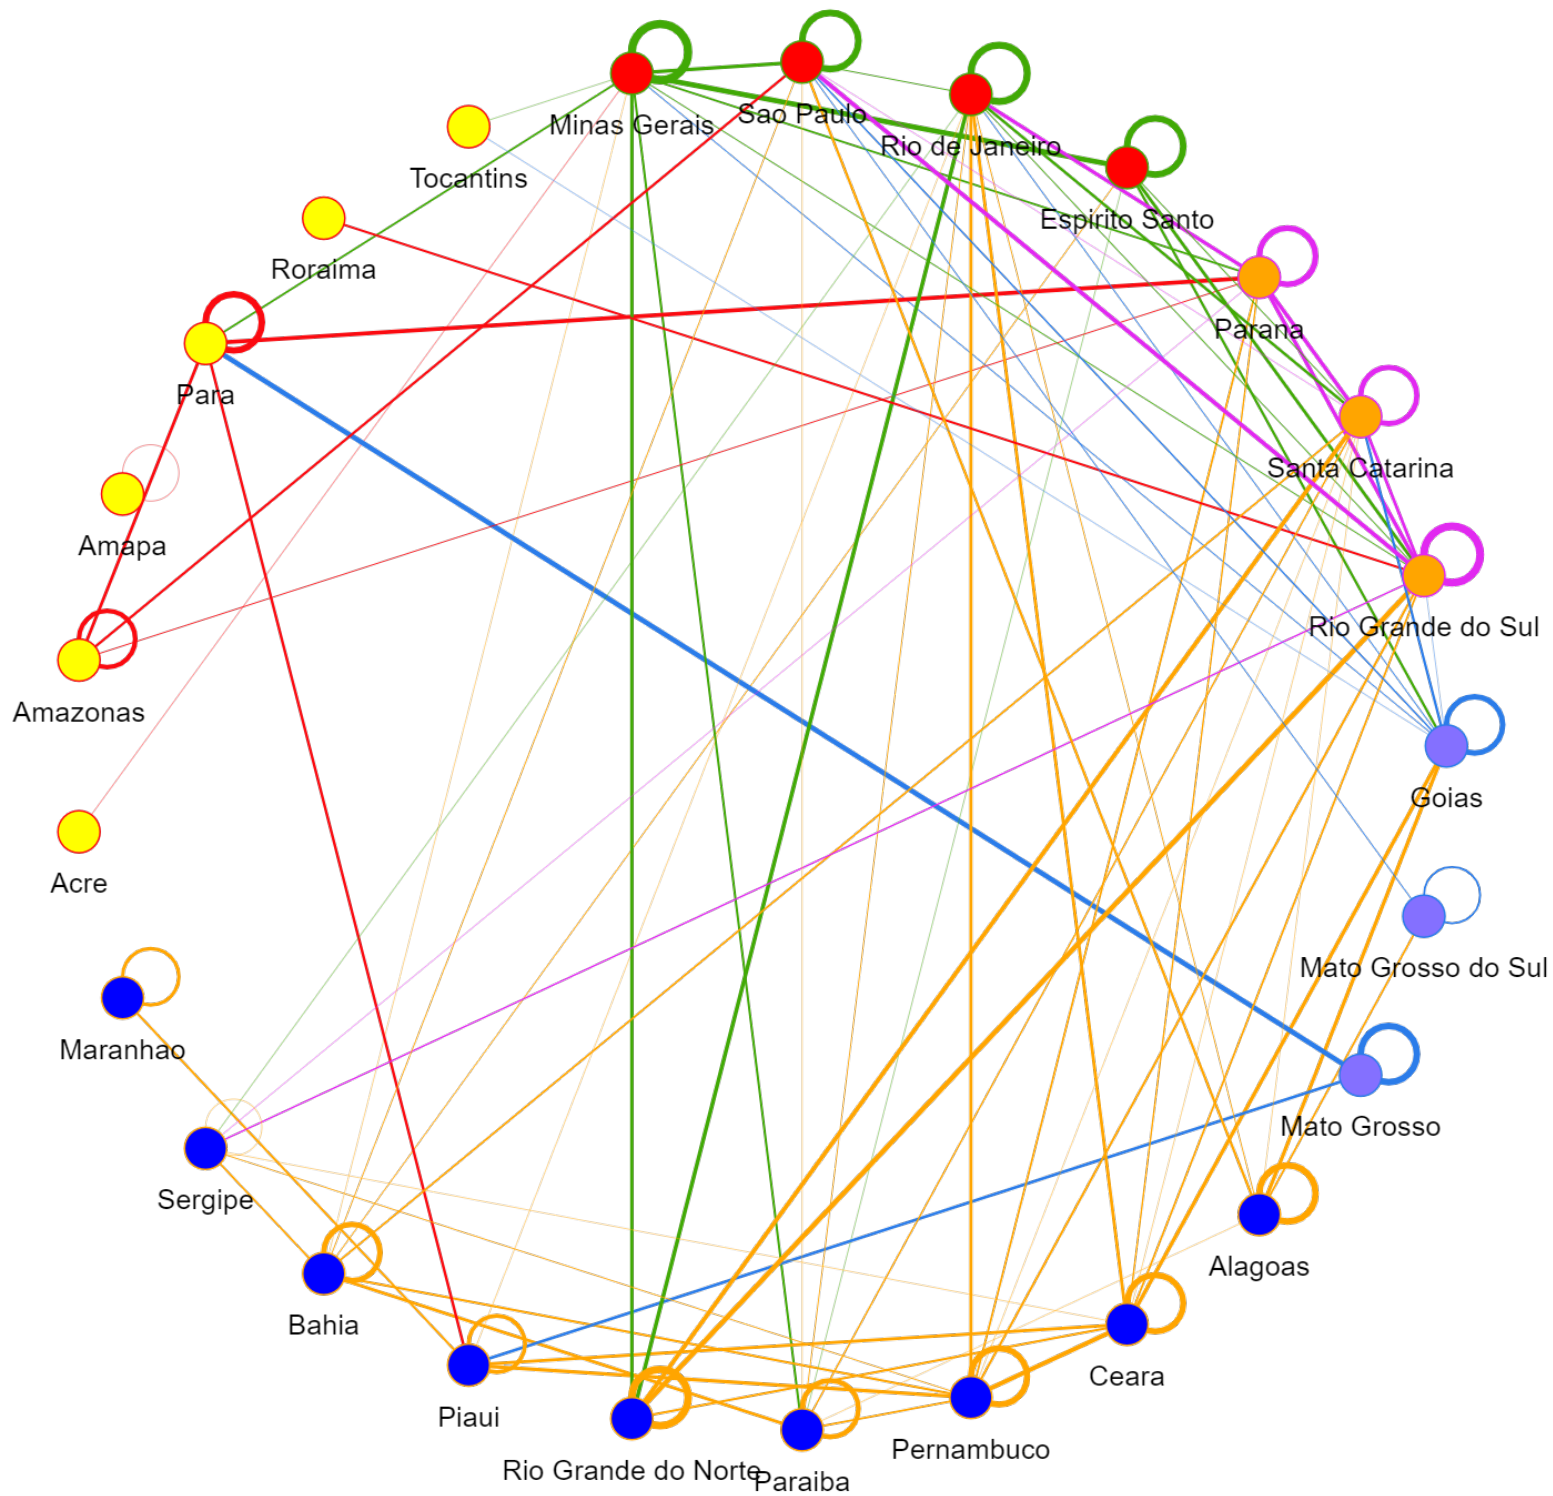 Sao Paulo
Minas Gerais
Rio de Janeiro
Tocantins
Espirito Santo
Roraima
Parana
Para
Santa Catarina
Amapa
Rio Grande do Sul
Amazonas
Goias
Acre
Mato Grosso do Sul
Maranhao
Mato Grosso
Sergipe
Alagoas
Bahia
Ceara
Piaui
Pernambuco
Rio Grande do Norte
Paraiba